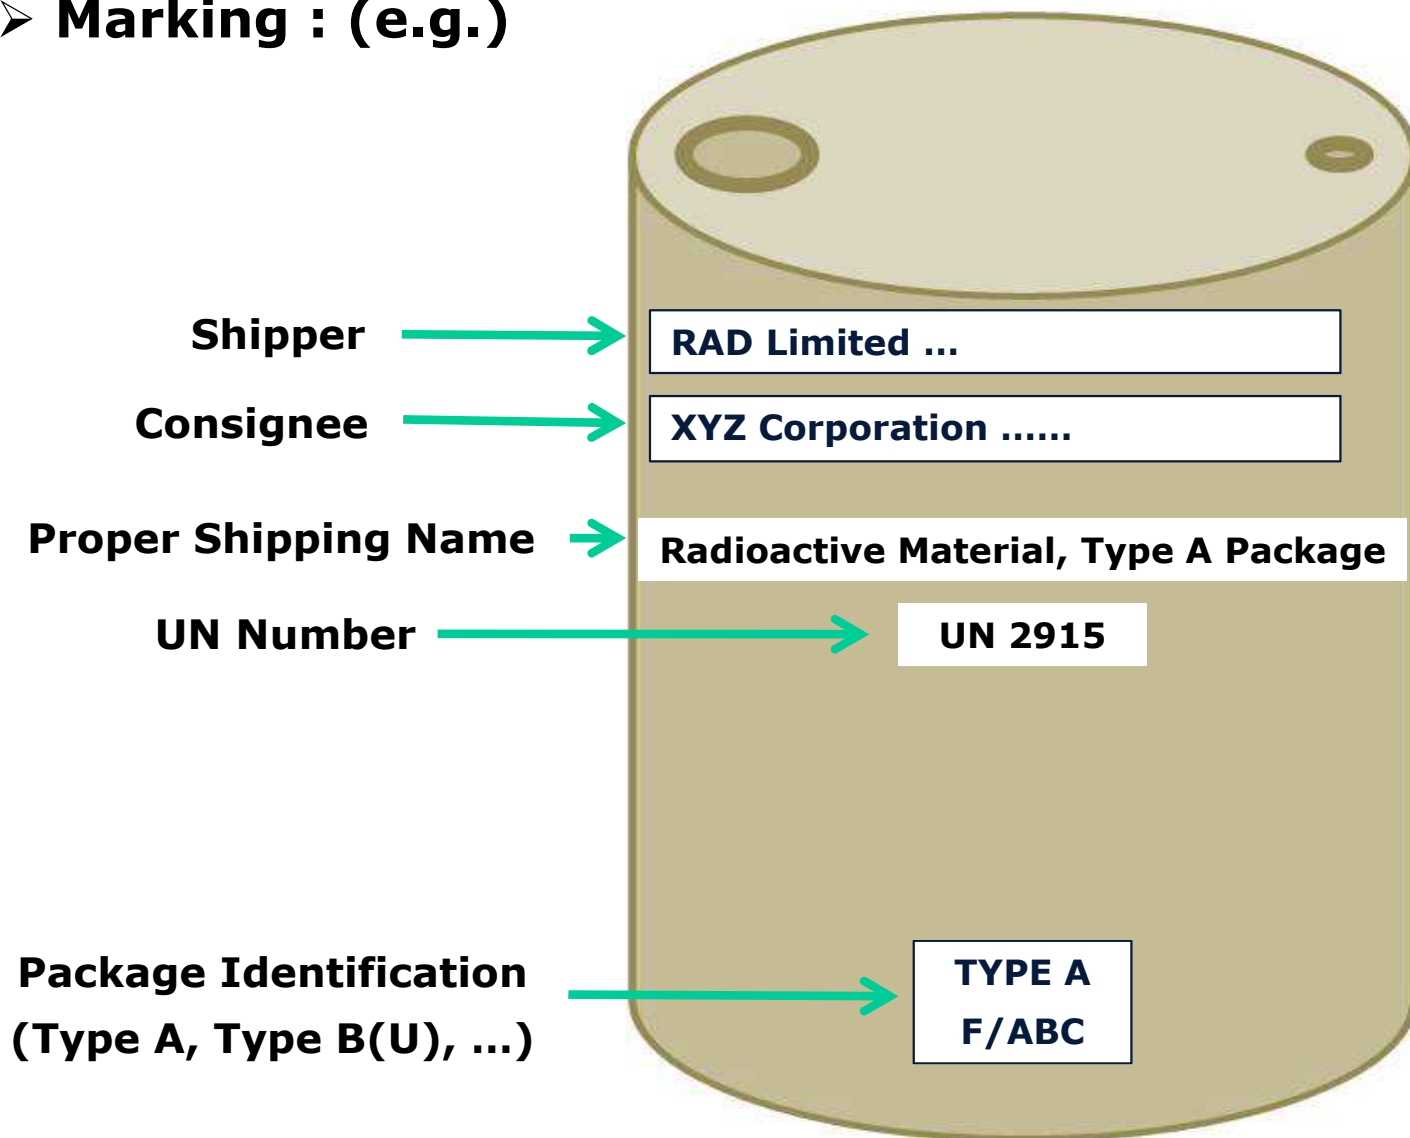 ➢ Marking : (e.g.)
Shipper
RAD Limited ...
Consignee
XYZ Corporation ......
Proper Shipping Name
Radioactive Material, Type A Package
UN Number
UN 2915
Package Identification
(Type A, Type B(U), ...)
TYPE A
F/ABC